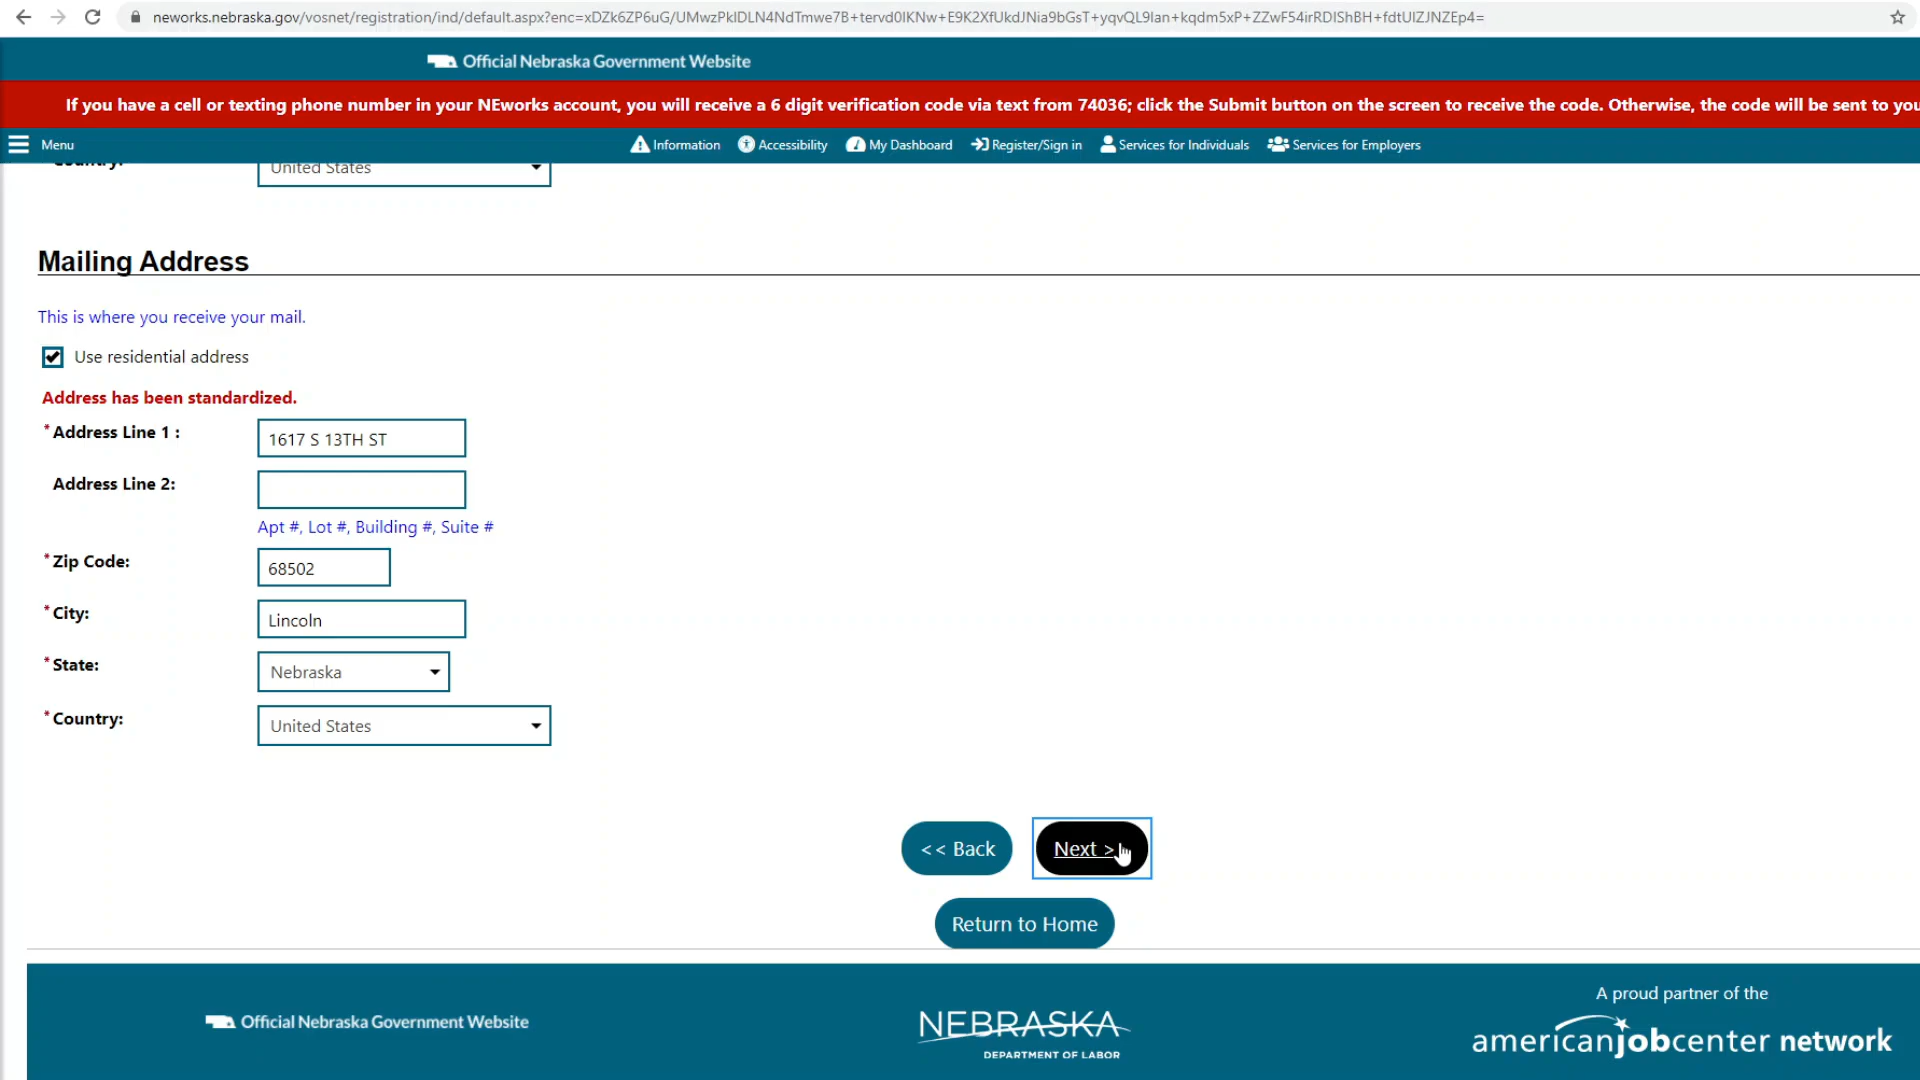 neworks.nebraska.gov/vosnet/registration/ind/default.aspx?enc=xDZk6ZP6uG/UMwzPkIDLN4NdTmwe7B+tervd0IKNw+E9K2XfUkdJNia9bGsT+yqvQL9lan+kqdm5xP+ZZwF54irRDIShBH+fdtUIZJNZEp4=
Official Nebraska Government Website
If you have a cell or texting phone number in your NEworks account, you will receive a 6 digit verification code via text from 74036; click the Submit button on the screen to receive the code. Otherwise, the code will be sent to you
Menu
Information
Accessibility
My Dashboard
Register/Sign in
Services for Individuals
Services for Employers
Country:
United States
Mailing Address
This is where you receive your mail.
Use residential address
Address has been standardized.
*Address Line 1 :
1617 S 13TH ST
Address Line 2:
Apt #, Lot #, Building #, Suite #
*Zip Code:
68502
*City:
Lincoln
*State:
Nebraska
*Country:
United States
<< Back
Next >
Return to Home
Official Nebraska Government Website
NEBRASKA
DEPARTMENT OF LABOR
A proud partner of the
americanjobcenter network